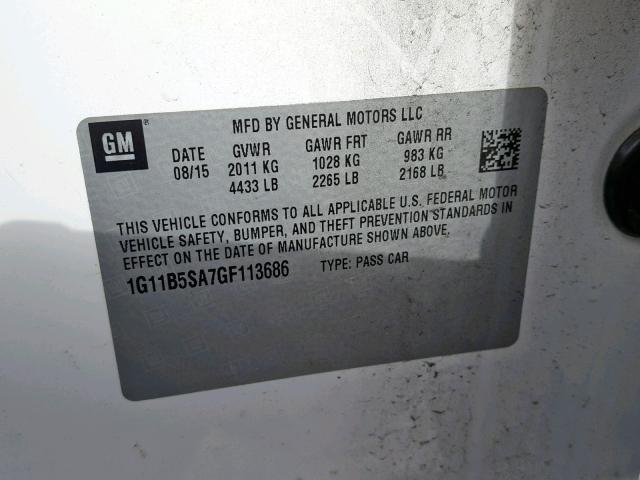 GM
MFD BY GENERAL MOTORS LLC
DATE GVWR GAWR FRT GAWR RR
08/15 2011 KG 1028 KG 983 KG
4433 LB 2265 LB 2168 LB
THIS VEHICLE CONFORMS TO ALL APPLICABLE U.S. FEDERAL MOTOR
VEHICLE SAFETY, BUMPER, AND THEFT PREVENTION STANDARDS IN
EFFECT ON THE DATE OF MANUFACTURE SHOWN ABOVE.
1G11B5SA7GF113686 TYPE: PASS CAR